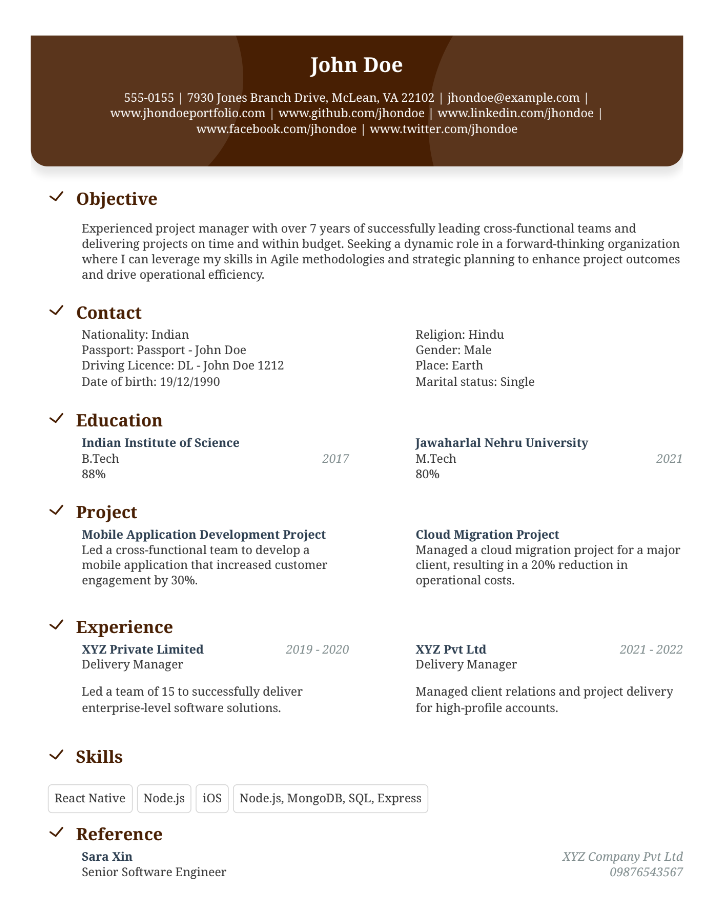 John Doe
555-0155 | 7930 Jones Branch Drive, McLean, VA 22102 | jhondoe@example.com |
www.jhondoeportfolio.com | www.github.com/jhondoe | www.linkedin.com/jhondoe |
www.facebook.com/jhondoe | www.twitter.com/jhondoe
Objective
Experienced project manager with over 7 years of successfully leading cross-functional teams and
delivering projects on time and within budget. Seeking a dynamic role in a forward-thinking organization
where I can leverage my skills in Agile methodologies and strategic planning to enhance project outcomes
and drive operational efficiency.
Contact
Nationality: Indian
Passport: Passport - John Doe
Driving Licence: DL - John Doe 1212
Date of birth: 19/12/1990
Religion: Hindu
Gender: Male
Place: Earth
Marital status: Single
Education
Indian Institute of Science
B.Tech 2017
88%
Jawaharlal Nehru University
M.Tech 2021
80%
Project
Mobile Application Development Project
Led a cross-functional team to develop a
mobile application that increased customer
engagement by 30%.
Cloud Migration Project
Managed a cloud migration project for a major
client, resulting in a 20% reduction in
operational costs.
Experience
XYZ Private Limited 2019 - 2020
Delivery Manager
Led a team of 15 to successfully deliver
enterprise-level software solutions.
XYZ Pvt Ltd 2021 - 2022
Delivery Manager
Managed client relations and project delivery
for high-profile accounts.
Skills
React Native Node.js iOS Node.js, MongoDB, SQL, Express
Reference
Sara Xin XYZ Company Pvt Ltd
Senior Software Engineer 09876543567